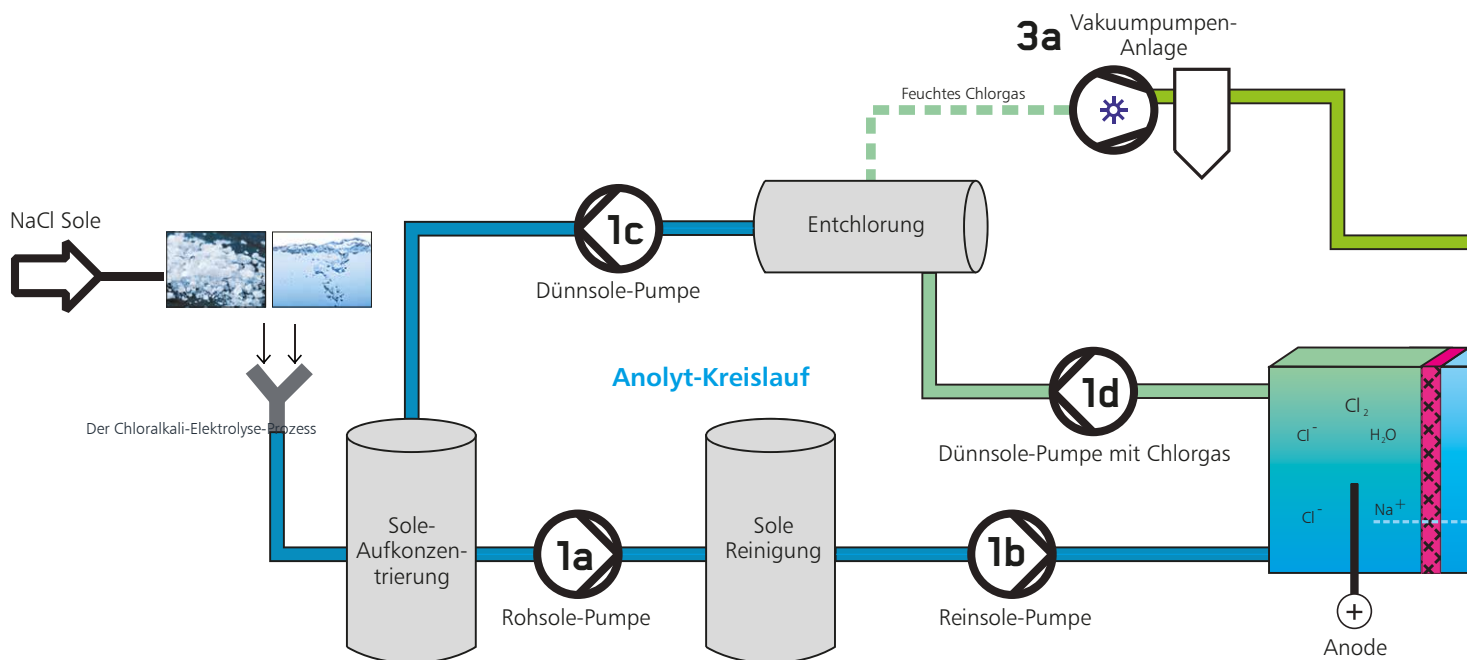 3a
Vakuumpumpen-
Anlage
Feuchtes Chlorgas
NaCl Sole
1c
Dünnsole-Pumpe
Entchlorung
Anolyt-Kreislauf
1d
Dünnsole-Pumpe mit Chlorgas
Der Chloralkali-Elektrolyse-Prozess
Sole-
Aufkonzen-
trierung
1a
Rohsole-Pumpe
Sole
Reinigung
1b
Reinsole-Pumpe
Cl₂
Cl⁻
H₂O
Cl⁻
Na⁺
+
Anode